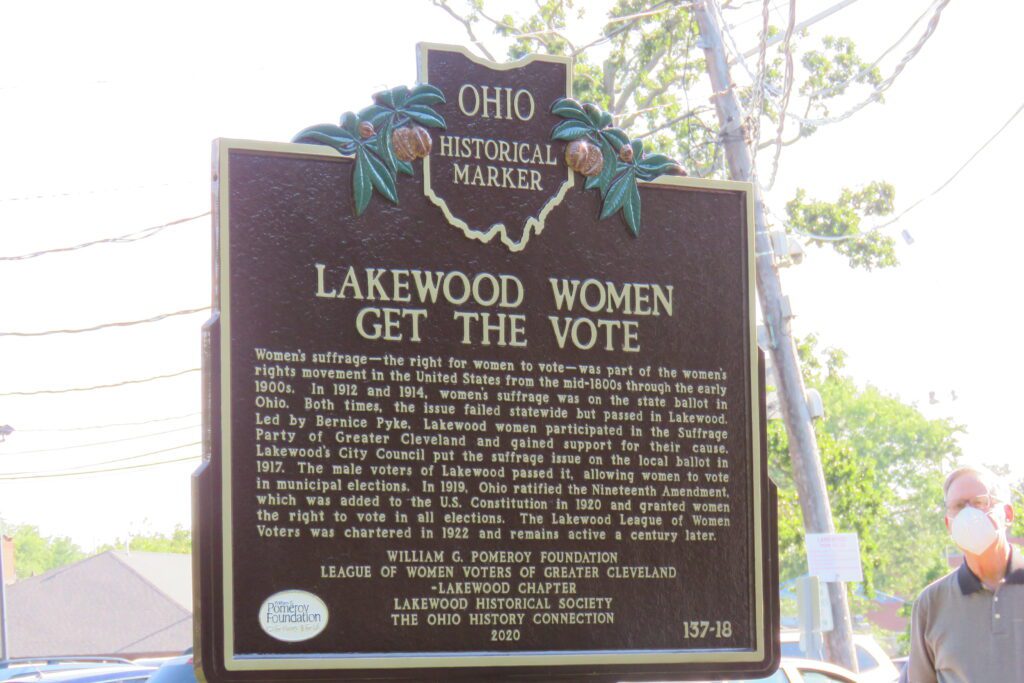 OHIO
HISTORICAL
MARKER
LAKEWOOD WOMEN
GET THE VOTE
Women's suffrage—the right for women to vote—was part of the women's
rights movement in the United States from the mid-1800s through the early
1900s. In 1912 and 1914, women's suffrage was on the state ballot in
Ohio. Both times, the issue failed statewide but passed in Lakewood.
Led by Bernice Pyke, Lakewood women participated in the Suffrage
Party of Greater Cleveland and gained support for their cause.
Lakewood's City Council put the suffrage issue on the local ballot in
1917. The male voters of Lakewood passed it, allowing women to vote
in municipal elections. In 1919, Ohio ratified the Nineteenth Amendment,
which was added to the U.S. Constitution in 1920 and granted women
the right to vote in all elections. The Lakewood League of Women
Voters was chartered in 1922 and remains active a century later.
WILLIAM G. POMEROY FOUNDATION
LEAGUE OF WOMEN VOTERS OF GREATER CLEVELAND
-LAKEWOOD CHAPTER
LAKEWOOD HISTORICAL SOCIETY
THE OHIO HISTORY CONNECTION
2020
137-18
Pomeroy
Foundation